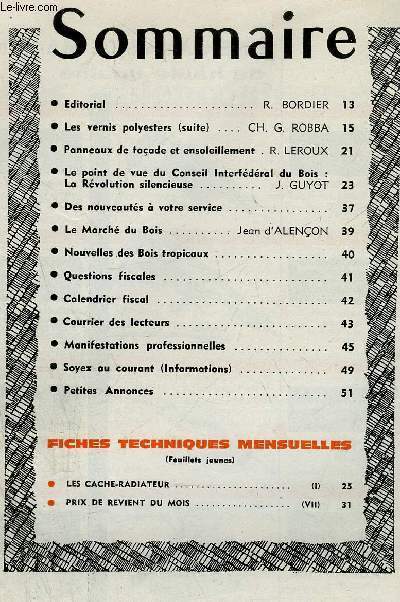 Le-livre.com
Sommaire
• Editorial ........................ R. BORDIER 13
• Les vernis polyesters (suite) .... CH. G. ROBBA 15
• Panneaux de façade et ensoleillement . R. LEROUX 21
• Le point de vue du Conseil Interfédéral du Bois :
La Révolution silencieuse .......... J. GUYOT 23
• Des nouveautés à votre service ............... 37
• Le Marché du Bois .......... Jean d'ALENÇON 39
• Nouvelles des Bois tropicaux .................. 40
• Questions fiscales .......................... 41
• Calendrier fiscal ........................... 42
• Courrier des lecteurs ........................ 43
• Manifestations professionnelles ................ 45
• Soyez au courant (Informations) .............. 49
• Petites Annonces ........................... 51
FICHES TECHNIQUES MENSUELLES
(Feuillets jaunes)
• LES CACHE-RADIATEUR ...................... (I) 25
• PRIX DE REVIENT DU MOIS .................. (VII) 31